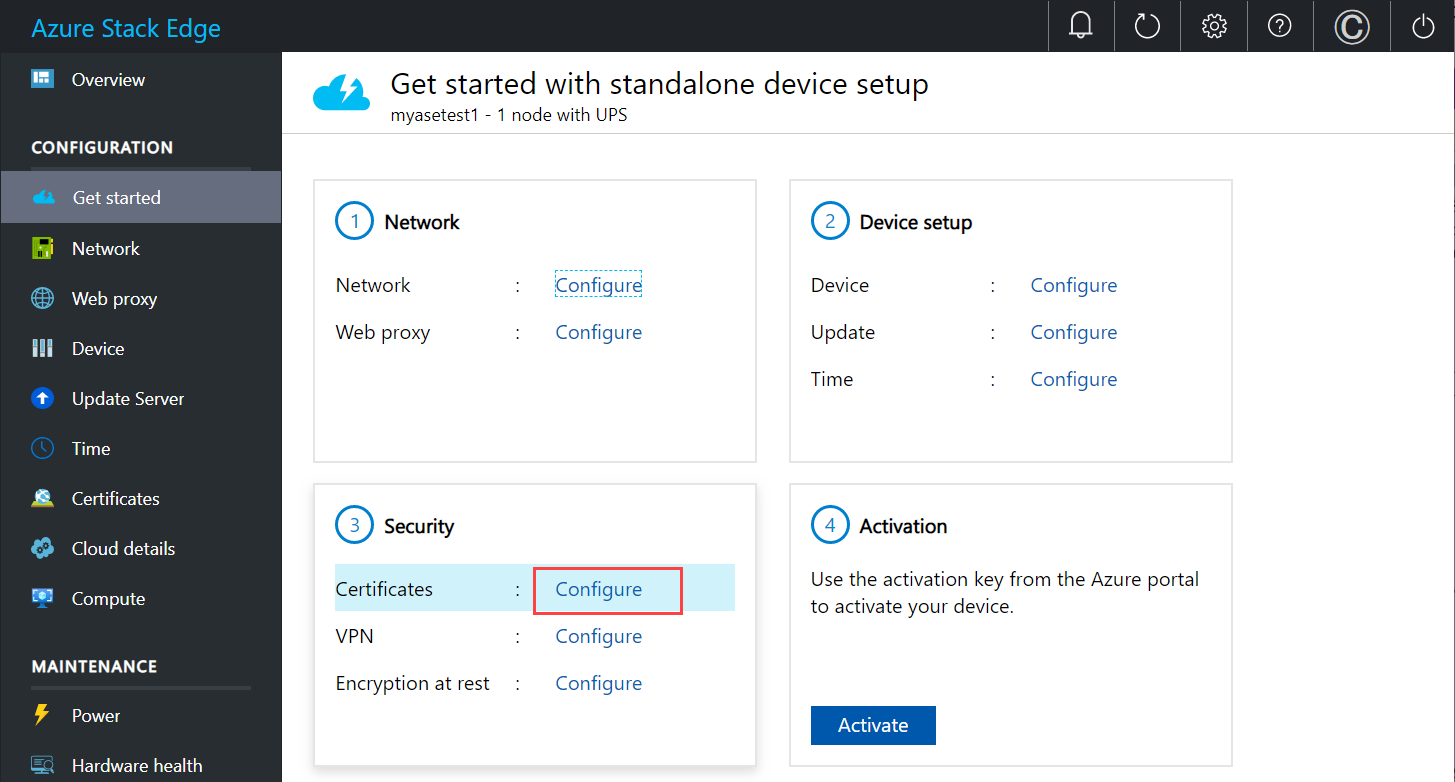 Azure Stack Edge
Overview
CONFIGURATION
Get started
Network
Web proxy
Device
Update Server
Time
Certificates
Cloud details
Compute
MAINTENANCE
Power
Hardware health
Get started with standalone device setup
myasetest1 - 1 node with UPS
1 Network
Network : Configure
Web proxy : Configure
2 Device setup
Device : Configure
Update : Configure
Time : Configure
3 Security
Certificates : Configure
VPN : Configure
Encryption at rest : Configure
4 Activation
Use the activation key from the Azure portal
to activate your device.
Activate